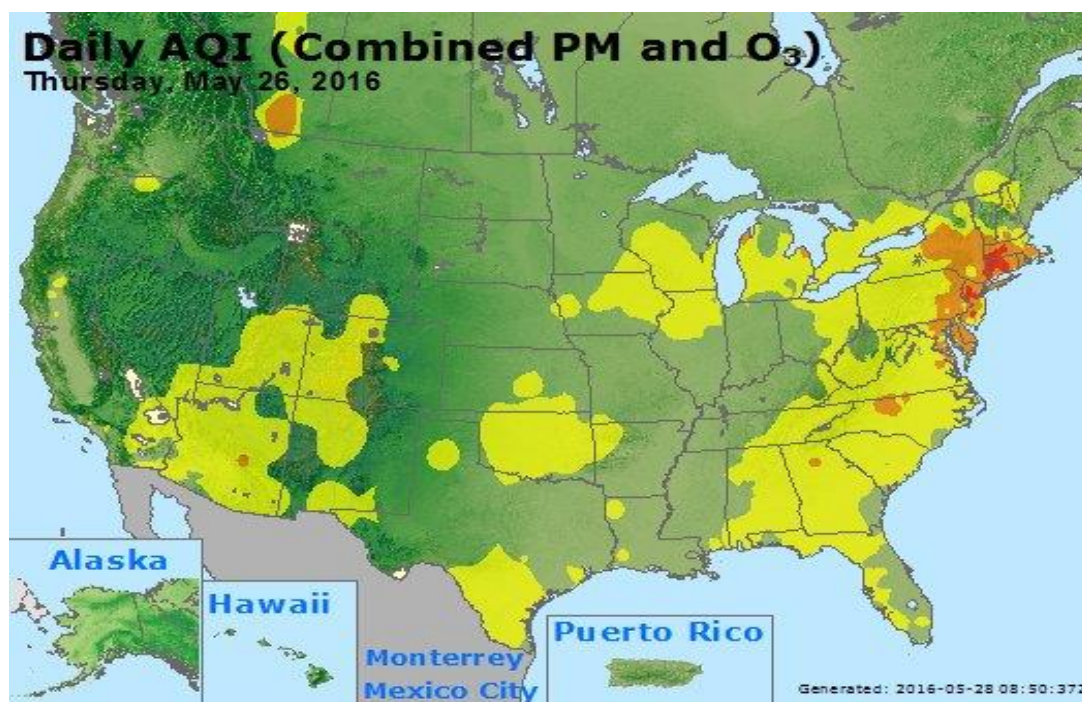 Daily AQI (Combined PM and O₃)
Thursday, May 26, 2016
Alaska
Hawaii
Monterrey
Mexico City
Puerto Rico
Generated: 2016-05-28 08:50:37Z